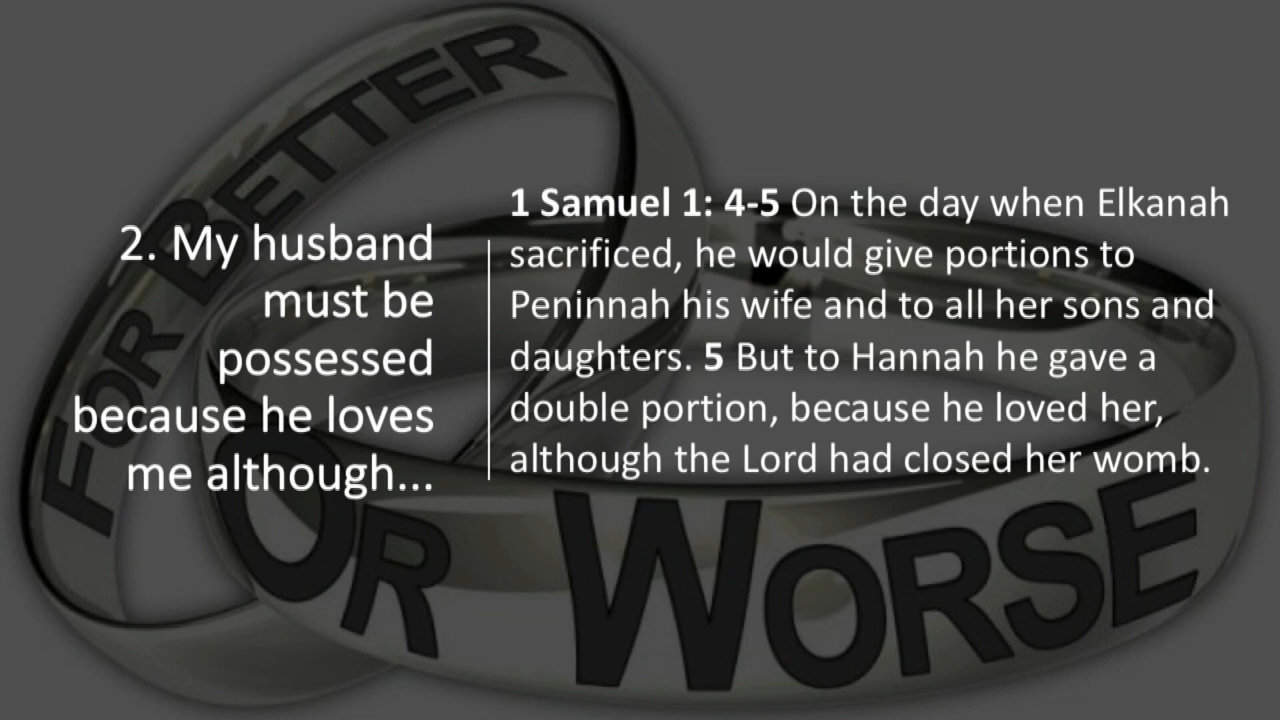 FOR BETTER
OR WORSE
2. My husband
must be
possessed
because he loves
me although...
1 Samuel 1: 4-5 On the day when Elkanah
sacrificed, he would give portions to
Peninnah his wife and to all her sons and
daughters. 5 But to Hannah he gave a
double portion, because he loved her,
although the Lord had closed her womb.